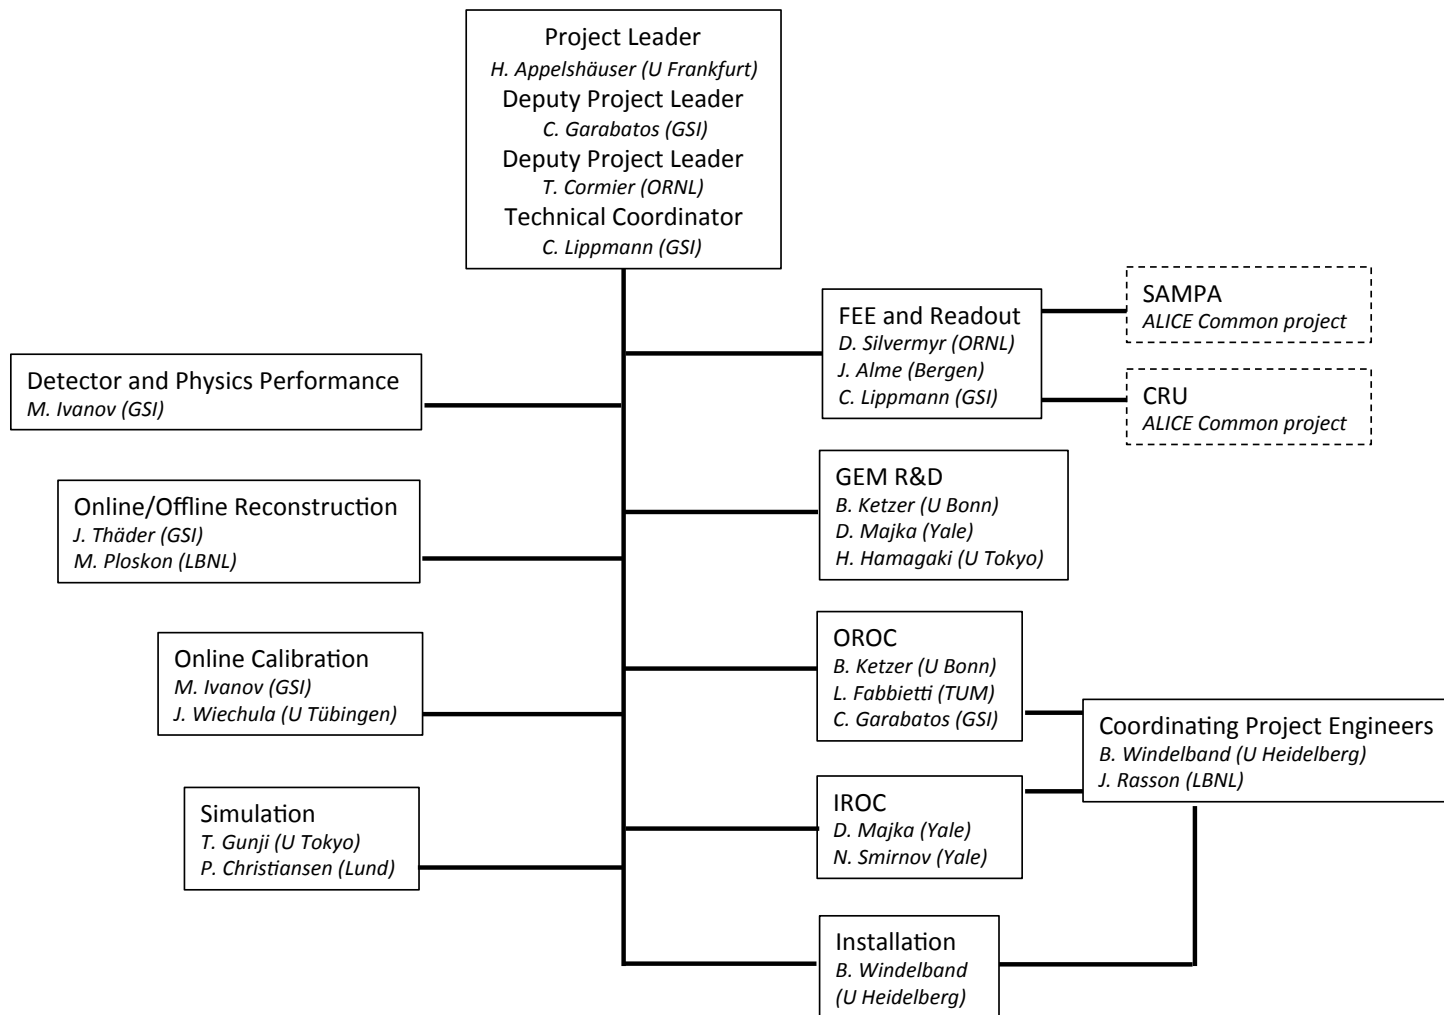 Project Leader
H. Appelshäuser (U Frankfurt)
Deputy Project Leader
C. Garabatos (GSI)
Deputy Project Leader
T. Cormier (ORNL)
Technical Coordinator
C. Lippmann (GSI)
Detector and Physics Performance
M. Ivanov (GSI)
Online/Offline Reconstruction
J. Thäder (GSI)
M. Ploskon (LBNL)
Online Calibration
M. Ivanov (GSI)
J. Wiechula (U Tübingen)
Simulation
T. Gunji (U Tokyo)
P. Christiansen (Lund)
FEE and Readout
D. Silvermyr (ORNL)
J. Alme (Bergen)
C. Lippmann (GSI)
SAMPA
ALICE Common project
CRU
ALICE Common project
GEM R&D
B. Ketzer (U Bonn)
D. Majka (Yale)
H. Hamagaki (U Tokyo)
OROC
B. Ketzer (U Bonn)
L. Fabbietti (TUM)
C. Garabatos (GSI)
IROC
D. Majka (Yale)
N. Smirnov (Yale)
Coordinating Project Engineers
B. Windelband (U Heidelberg)
J. Rasson (LBNL)
Installation
B. Windelband
(U Heidelberg)